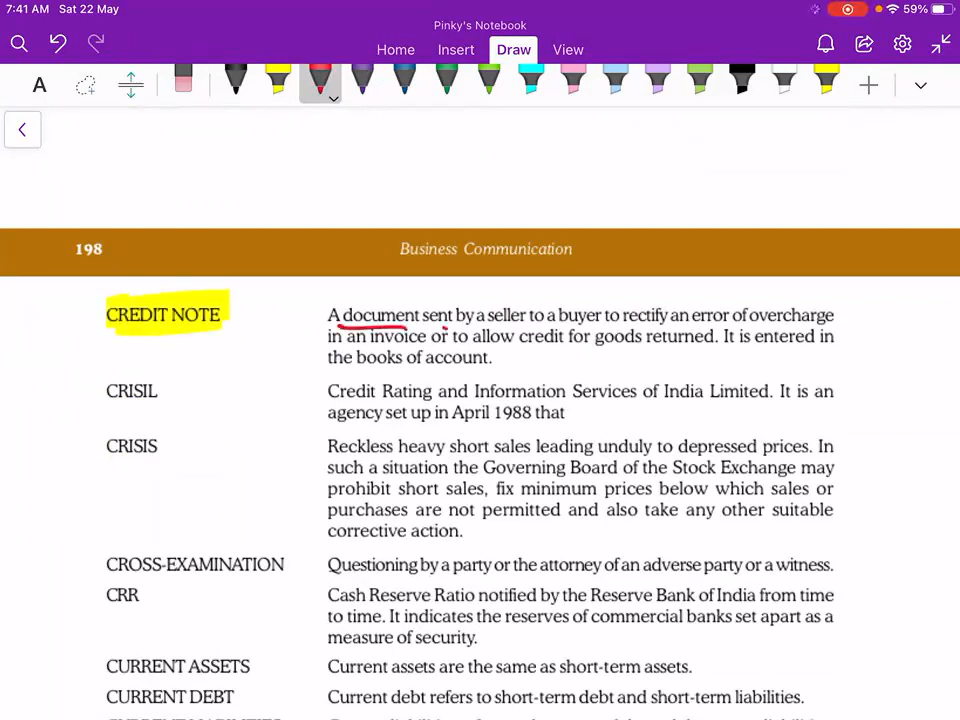 7:41 AM Sat 22 May
59%
Pinky's Notebook
Home Insert Draw View
A
198 Business Communication
CREDIT NOTE A document sent by a seller to a buyer to rectify an error of overcharge
in an invoice or to allow credit for goods returned. It is entered in
the books of account.
CRISIL Credit Rating and Information Services of India Limited. It is an
agency set up in April 1988 that
CRISIS Reckless heavy short sales leading unduly to depressed prices. In
such a situation the Governing Board of the Stock Exchange may
prohibit short sales, fix minimum prices below which sales or
purchases are not permitted and also take any other suitable
corrective action.
CROSS-EXAMINATION Questioning by a party or the attorney of an adverse party or a witness.
CRR Cash Reserve Ratio notified by the Reserve Bank of India from time
to time. It indicates the reserves of commercial banks set apart as a
measure of security.
CURRENT ASSETS Current assets are the same as short-term assets.
CURRENT DEBT Current debt refers to short-term debt and short-term liabilities.